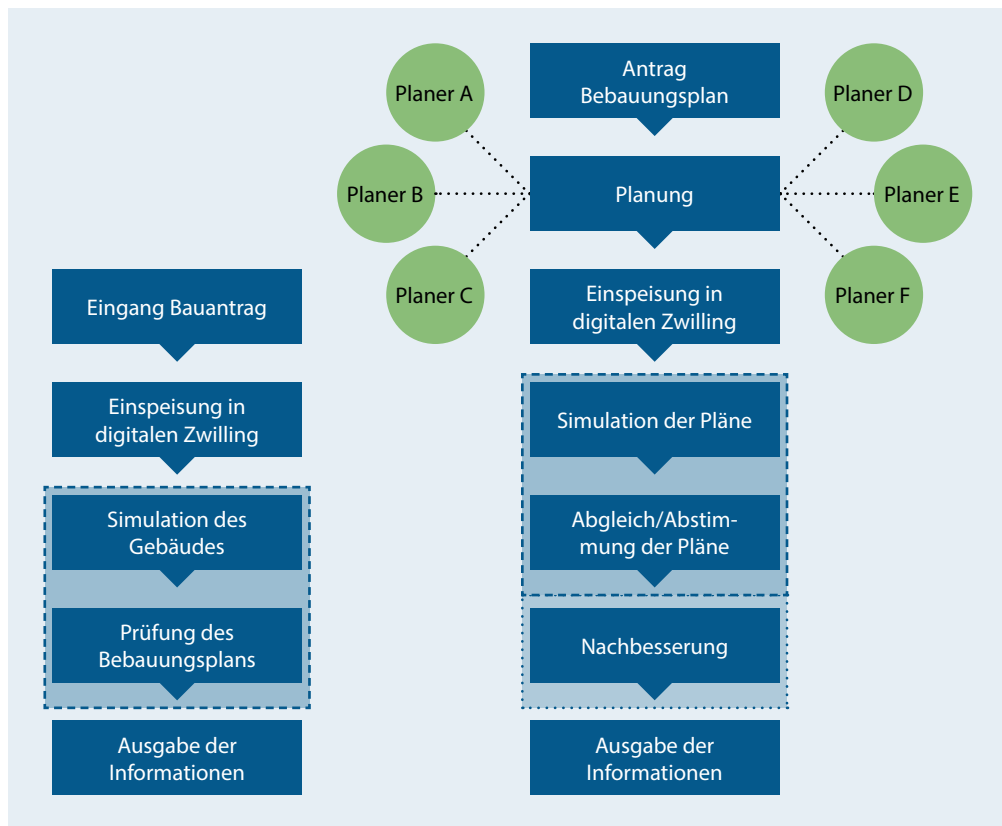 Eingang Bauantrag
Einspeisung in
digitalen Zwilling
Simulation des
Gebäudes
Prüfung des
Bebauungsplans
Ausgabe der
Informationen
Planer A
Planer B
Planer C
Antrag
Bebauungsplan
Planung
Einspeisung in
digitalen Zwilling
Simulation der Pläne
Abgleich/Abstim-
mung der Pläne
Nachbesserung
Ausgabe der
Informationen
Planer D
Planer E
Planer F